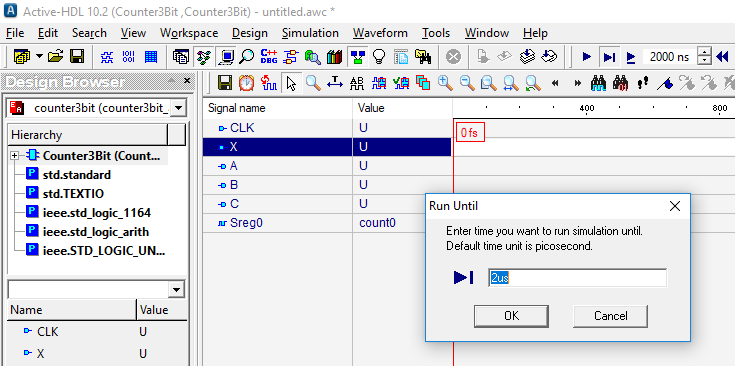 Active-HDL 10.2 (Counter3Bit ,Counter3Bit) - untitled.awc *
File Edit Search View Workspace Design Simulation Waveform Tools Window Help
2000 ns
Design Browser
counter3bit (counter3bit_
Hierarchy
Counter3Bit (Count...
std.standard
std.TEXTIO
ieee.std_logic_1164
ieee.std_logic_arith
ieee.STD_LOGIC_UN...
Name Value
CLK U
X U
Signal name Value 400 800
CLK U
0 fs
X U
A U
B U
C U
Sreg0 count0
Run Until
Enter time you want to run simulation until.
Default time unit is picosecond.
2us
OK Cancel